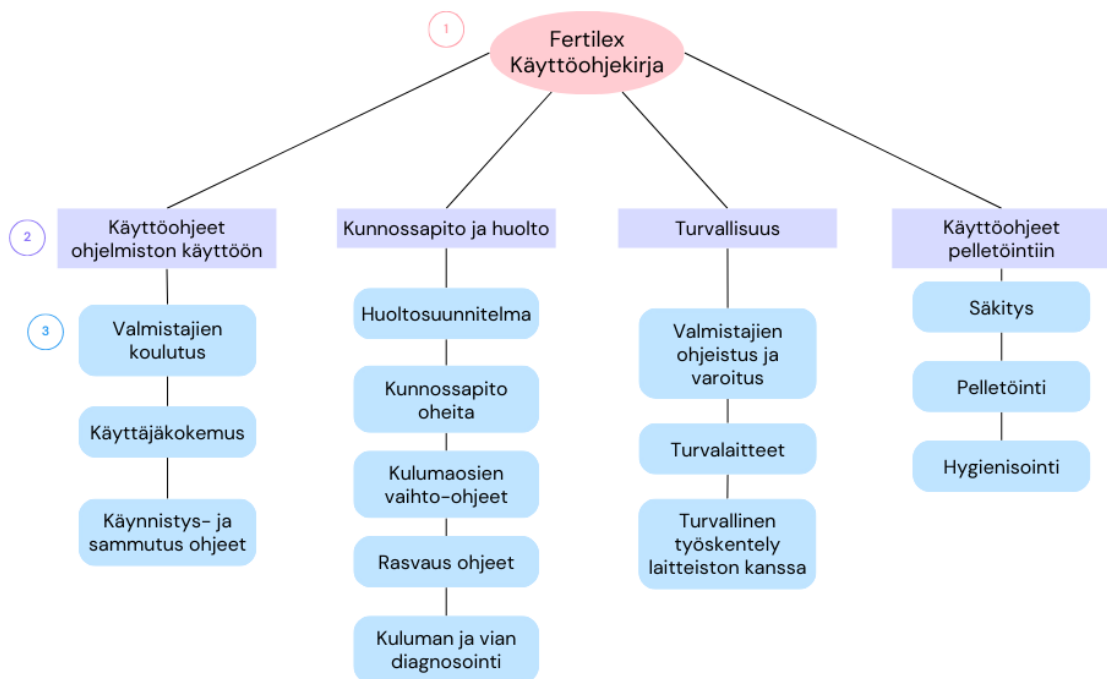 1
Fertilex
Käyttöohjekirja
2
Käyttöohjeet
ohjelmiston käyttöön
Kunnossapito ja huolto
Turvallisuus
Käyttöohjeet
pelletöintiin
3
Valmistajien
koulutus
Käyttäjäkokemus
Käynnistys- ja
sammutus ohjeet
Huoltosuunnitelma
Kunnossapito
oheita
Kulumaosien
vaihto-ohjeet
Rasvaus ohjeet
Kuluman ja vian
diagnosointi
Valmistajien
ohjeistus ja
varoitus
Turvalaitteet
Turvallinen
työskentely
laitteiston kanssa
Säkitys
Pelletöinti
Hygienisointi